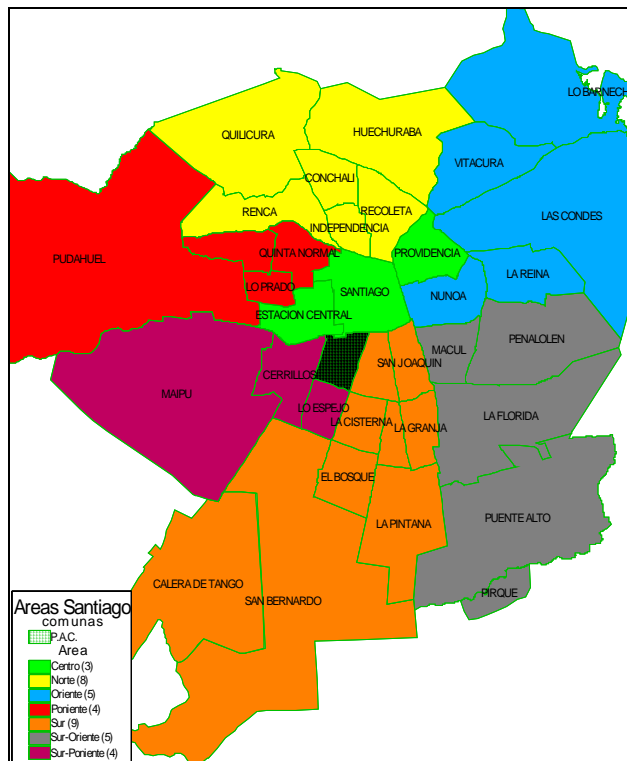 LO BARNECH
QUILICURA
HUECHURABA
VITACURA
CONCHALI
LAS CONDES
RENCA
RECOLETA
INDEPENDENCIA
PUDAHUEL
QUINTA NORMAL
PROVIDENCIA
LA REINA
LO PRADO
SANTIAGO
NUNOA
ESTACION CENTRAL
MACUL
PENALOLEN
SAN JOAQUIN
CERRILLOS
MAIPU
LO ESPEJO
LA CISTERNA
LA GRANJA
LA FLORIDA
EL BOSQUE
LA PINTANA
PUENTE ALTO
CALERA DE TANGO
SAN BERNARDO
PIRQUE
Areas Santiago
comunas
P.A.C.
Area
Centro (3)
Norte (8)
Oriente (5)
Poniente (4)
Sur (9)
Sur-Oriente (5)
Sur-Poniente (4)